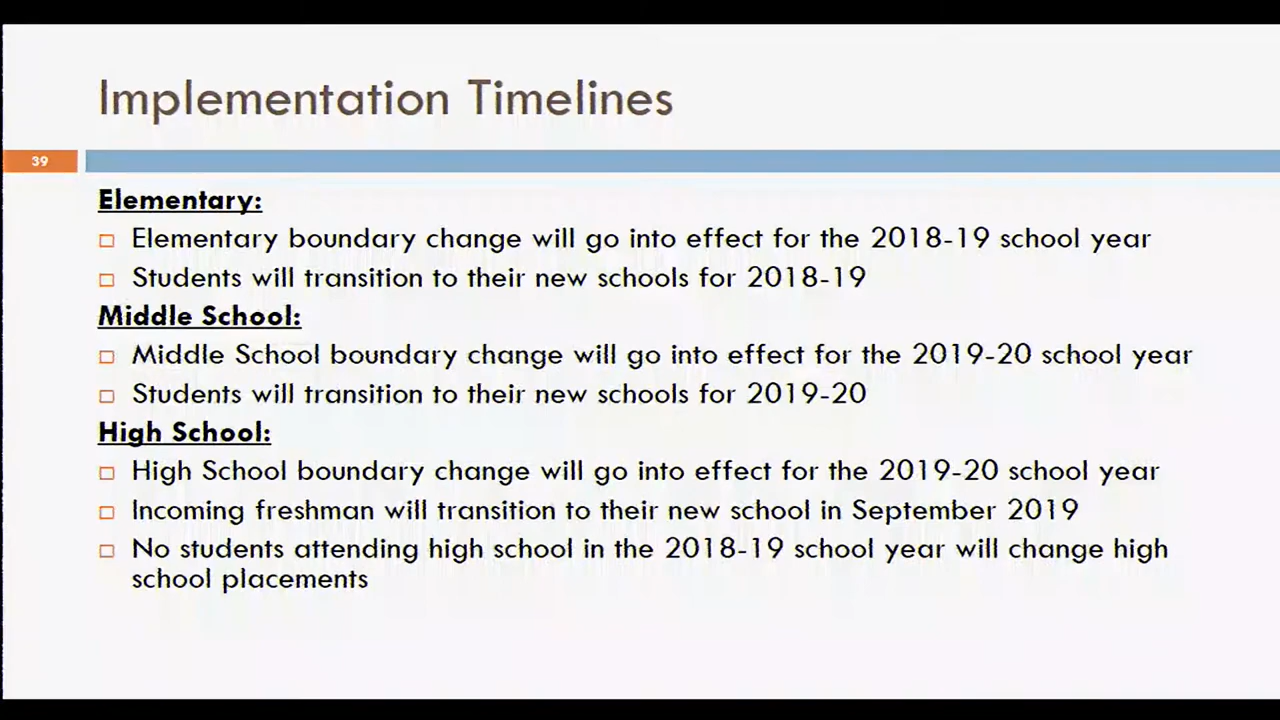 Implementation Timelines
39
Elementary:
Elementary boundary change will go into effect for the 2018-19 school year
Students will transition to their new schools for 2018-19
Middle School:
Middle School boundary change will go into effect for the 2019-20 school year
Students will transition to their new schools for 2019-20
High School:
High School boundary change will go into effect for the 2019-20 school year
Incoming freshman will transition to their new school in September 2019
No students attending high school in the 2018-19 school year will change high
school placements